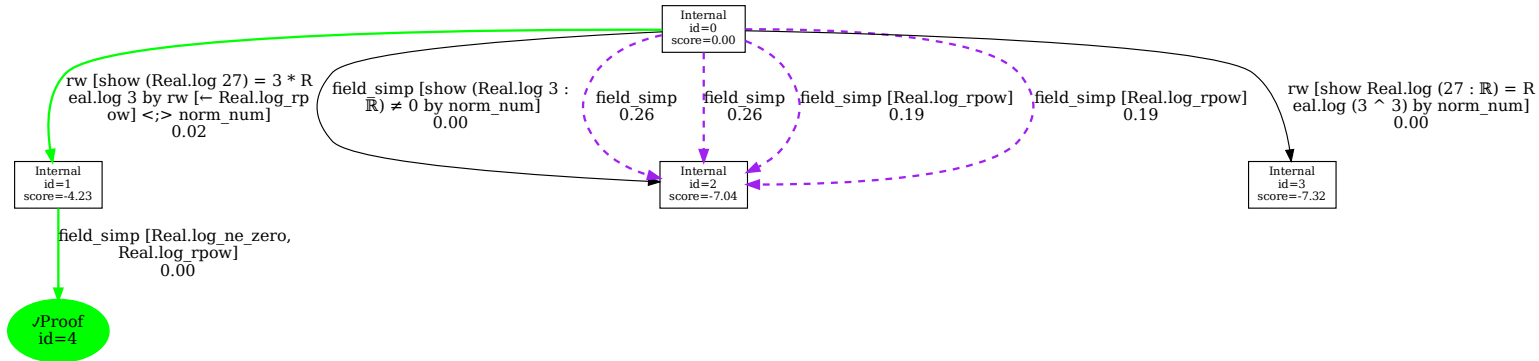 Internal
id=0
score=0.00
rw [show (Real.log 27) = 3 * R
eal.log 3 by rw [← Real.log_rp
ow] <;> norm_num]
0.02
field_simp [show (Real.log 3 :
ℝ) ≠ 0 by norm_num]
0.00
field_simp
0.26
field_simp
0.26
field_simp [Real.log_rpow]
0.19
field_simp [Real.log_rpow]
0.19
rw [show Real.log (27 : ℝ) = R
eal.log (3 ^ 3) by norm_num]
0.00
Internal
id=1
score=-4.23
Internal
id=2
score=-7.04
Internal
id=3
score=-7.32
field_simp [Real.log_ne_zero,
Real.log_rpow]
0.00
✓Proof
id=4